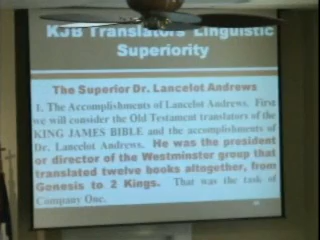 KJB Translators' Linguistic
Superiority
The Superior Dr. Lancelot Andrews
1. The Accomplishments of Lancelot Andrews. First
we will consider the Old Testament translators of the
KING JAMES BIBLE and the accomplishments of
Dr. Lancelot Andrews. He was the president
or director of the Westminster group that
translated twelve books altogether, from
Genesis to 2 Kings. That was the task of
Company One.